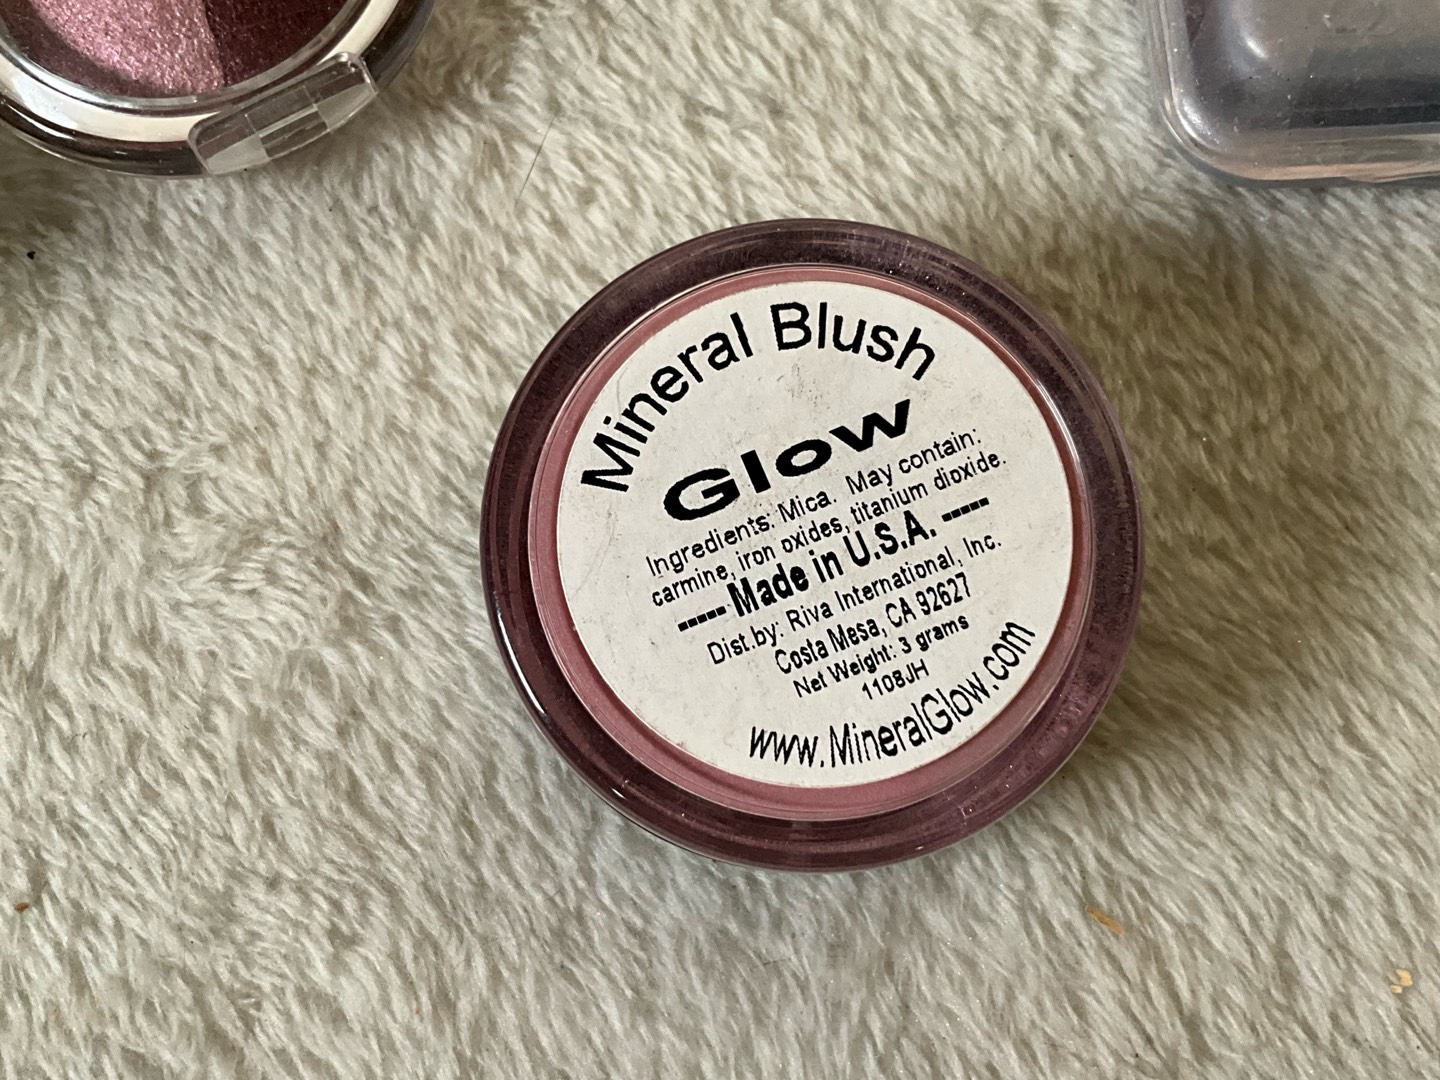 Mineral Blush
Glow
Ingredients: Mica. May contain:
carmine, iron oxides, titanium dioxide.
----- Made in U.S.A. -----
Dist.by: Riva International, Inc.
Costa Mesa, CA 92627
Net Weight: 3 grams
1108JH
www.MineralGlow.com